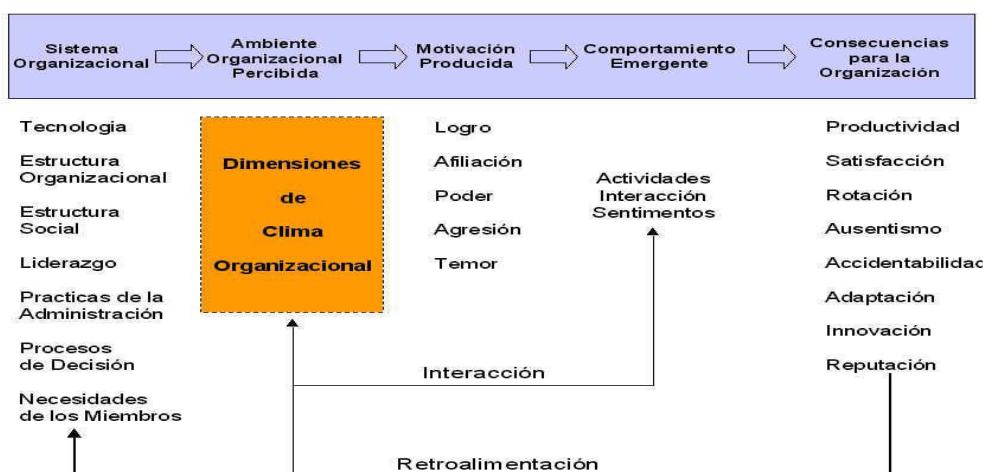 Sistema
Organizacional
Ambiente
Organizacional
Percibida
Motivación
Producida
Comportamiento
Emergente
Consecuencias
para la
Organización
Tecnologia
Estructura
Organizacional
Estructura
Social
Liderazgo
Practicas de la
Administración
Procesos
de Decisión
Necesidades
de los Miembros
Dimensiones
de
Clima
Organizacional
Logro
Afiliación
Poder
Agresión
Temor
Actividades
Interacción
Sentimentos
Productividad
Satisfacción
Rotación
Ausentismo
Accidentabilidad
Adaptación
Innovación
Reputación
Interacción
Retroalimentación